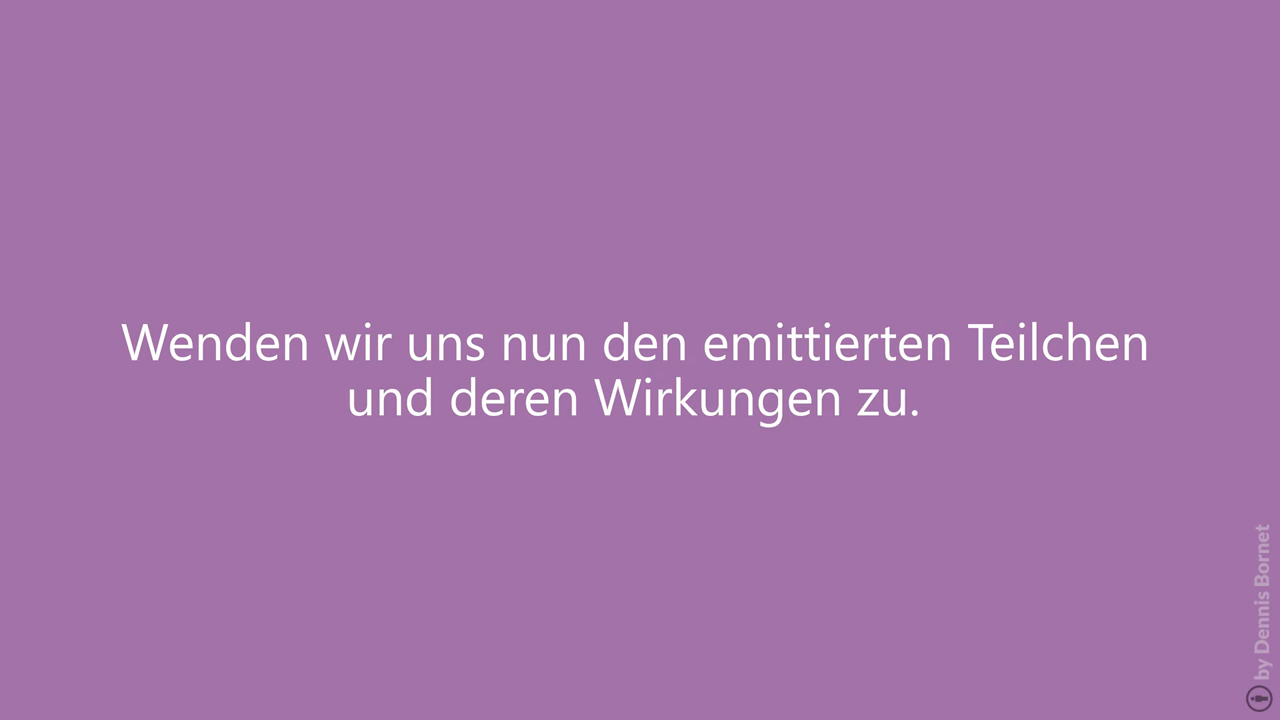 Wenden wir uns nun den emittierten Teilchen
und deren Wirkungen zu.
by Dennis Bornet